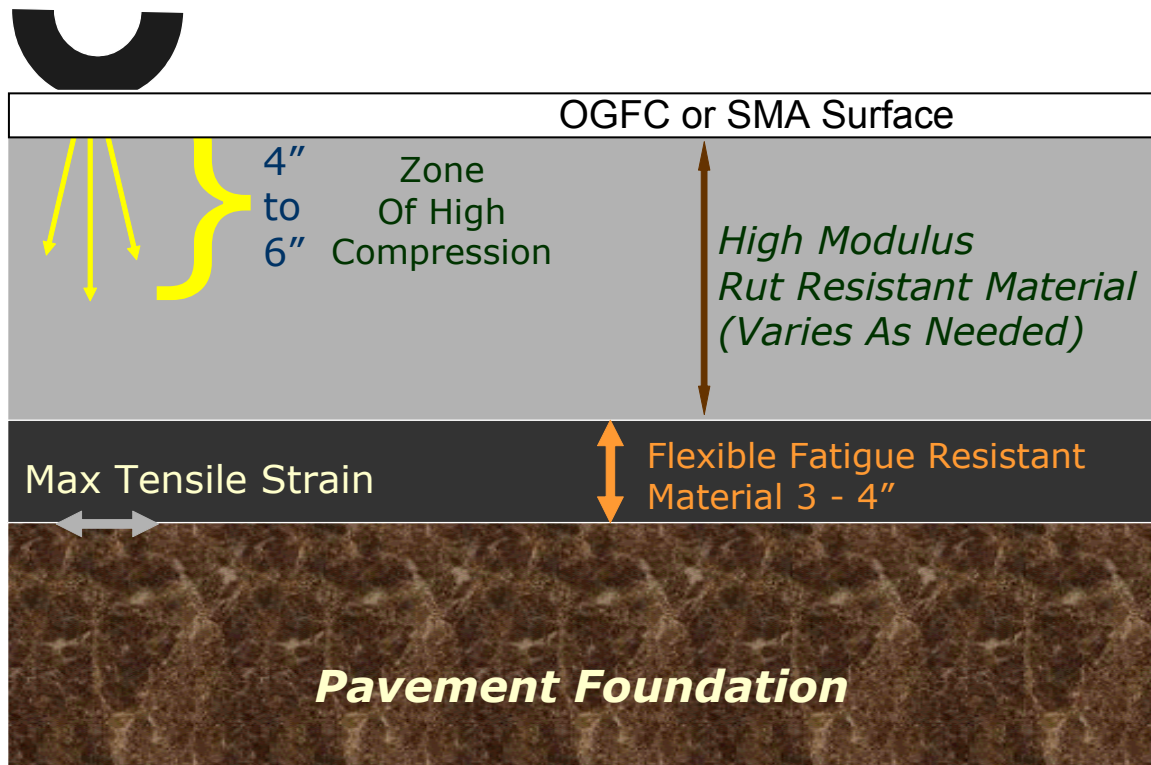 OGFC or SMA Surface
4”
to
6”
Zone
Of High
Compression
High Modulus
Rut Resistant Material
(Varies As Needed)
Max Tensile Strain
Flexible Fatigue Resistant
Material 3 - 4”
Pavement Foundation